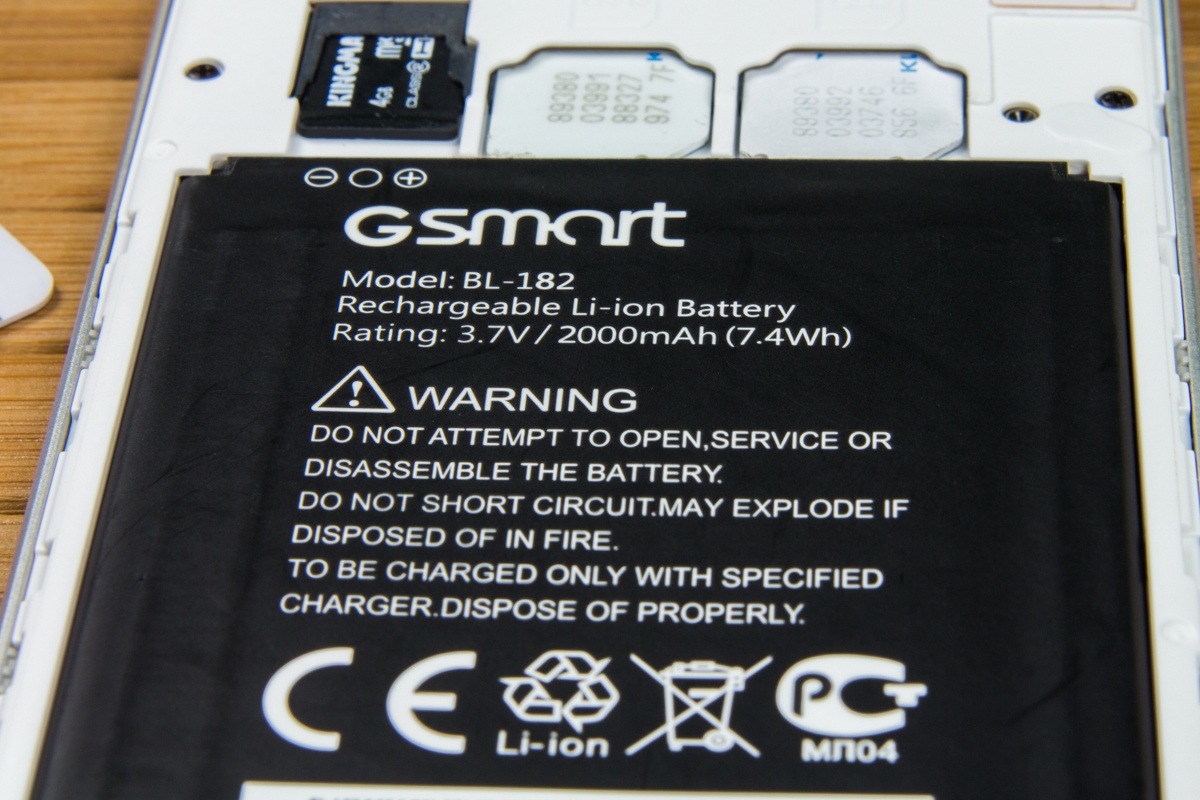 KINGMAX
4GB
CLASS
89380
03991
88327
974 7F
89380
03992
03746
856 6F
GSmart
Model: BL-182
Rechargeable Li-ion Battery
Rating: 3.7V / 2000mAh (7.4Wh)
WARNING
DO NOT ATTEMPT TO OPEN,SERVICE OR
DISASSEMBLE THE BATTERY.
DO NOT SHORT CIRCUIT.MAY EXPLODE IF
DISPOSED OF IN FIRE.
TO BE CHARGED ONLY WITH SPECIFIED
CHARGER.DISPOSE OF PROPERLY.
CE
Li-ion
РСТ
МЛ04